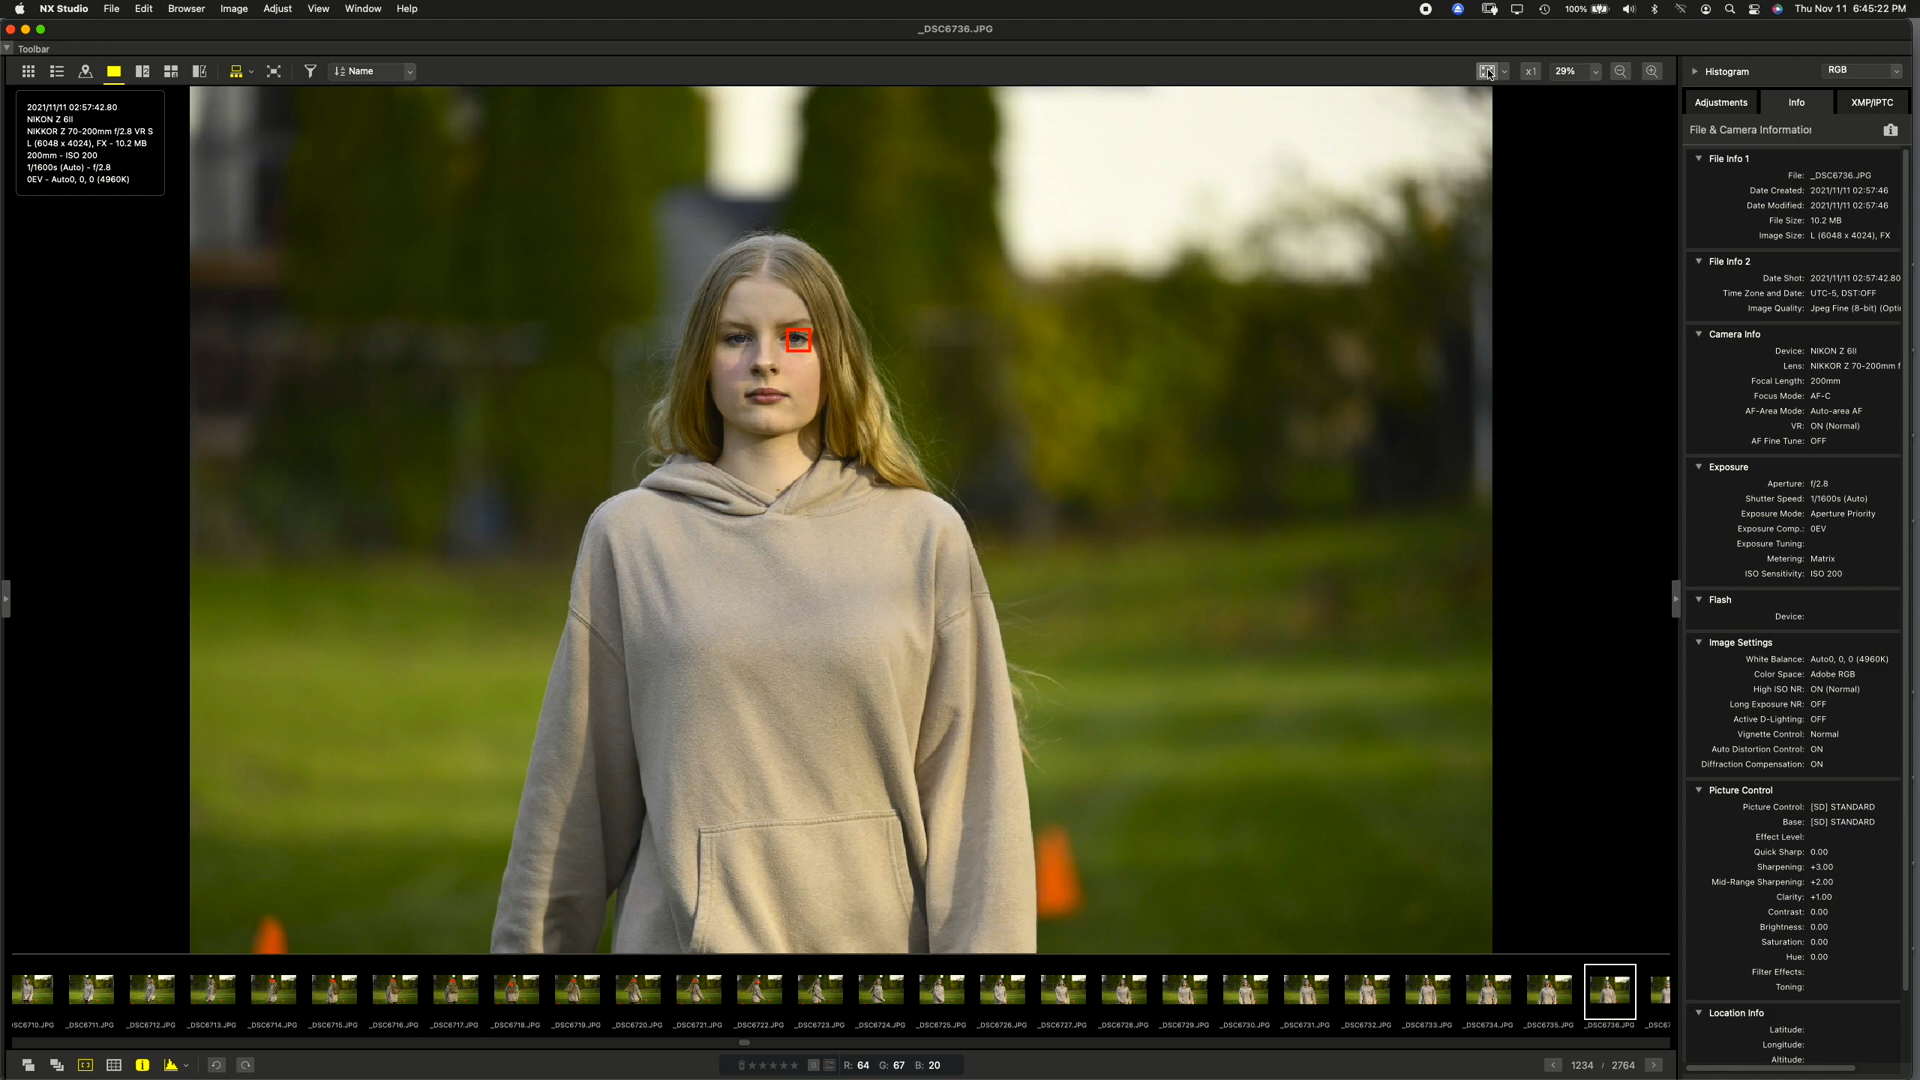 NX Studio File Edit Browser Image Adjust View Window Help
100% Thu Nov 11 6:45:22 PM
_DSC6736.JPG
Toolbar
Name
x1 29%
Histogram RGB
2021/11/11 02:57:42.80
NIKON Z 6II
NIKKOR Z 70-200mm f/2.8 VR S
L (6048 x 4024), FX - 10.2 MB
200mm - ISO 200
1/1600s (Auto) - f/2.8
0EV - Auto0, 0, 0 (4960K)
Adjustments Info XMP/IPTC
File & Camera Information
File Info 1
File: _DSC6736.JPG
Date Created: 2021/11/11 02:57:46
Date Modified: 2021/11/11 02:57:46
File Size: 10.2 MB
Image Size: L (6048 x 4024), FX
File Info 2
Date Shot: 2021/11/11 02:57:42.80
Time Zone and Date: UTC-5, DST:OFF
Image Quality: Jpeg Fine (8-bit) (Opti
Camera Info
Device: NIKON Z 6II
Lens: NIKKOR Z 70-200mm f
Focal Length: 200mm
Focus Mode: AF-C
AF-Area Mode: Auto-area AF
VR: ON (Normal)
AF Fine Tune: OFF
Exposure
Aperture: f/2.8
Shutter Speed: 1/1600s (Auto)
Exposure Mode: Aperture Priority
Exposure Comp.: 0EV
Exposure Tuning:
Metering: Matrix
ISO Sensitivity: ISO 200
Flash
Device:
Image Settings
White Balance: Auto0, 0, 0 (4960K)
Color Space: Adobe RGB
High ISO NR: ON (Normal)
Long Exposure NR: OFF
Active D-Lighting: OFF
Vignette Control: Normal
Auto Distortion Control: ON
Diffraction Compensation: ON
Picture Control
Picture Control: [SD] STANDARD
Base: [SD] STANDARD
Effect Level:
Quick Sharp: 0.00
Sharpening: +3.00
Mid-Range Sharpening: +2.00
Clarity: +1.00
Contrast: 0.00
Brightness: 0.00
Saturation: 0.00
Hue: 0.00
Filter Effects:
Toning:
Location Info
Latitude:
Longitude:
Altitude:
SC6710.JPG _DSC6711.JPG _DSC6712.JPG _DSC6713.JPG _DSC6714.JPG _DSC6715.JPG _DSC6716.JPG _DSC6717.JPG _DSC6718.JPG _DSC6719.JPG _DSC6720.JPG _DSC6721.JPG _DSC6722.JPG _DSC6723.JPG _DSC6724.JPG _DSC6725.JPG _DSC6726.JPG _DSC6727.JPG _DSC6728.JPG _DSC6729.JPG _DSC6730.JPG _DSC6731.JPG _DSC6732.JPG _DSC6733.JPG _DSC6734.JPG _DSC6735.JPG _DSC6736.JPG _DSC67
R: 64 G: 67 B: 20
1234 / 2764